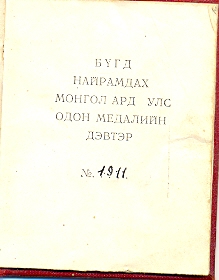 БҮГД
НАЙРАМДАХ
МОНГОЛ АРД УЛС
ОДОН МЕДАЛИЙН
ДЭВТЭР
№. 1911.